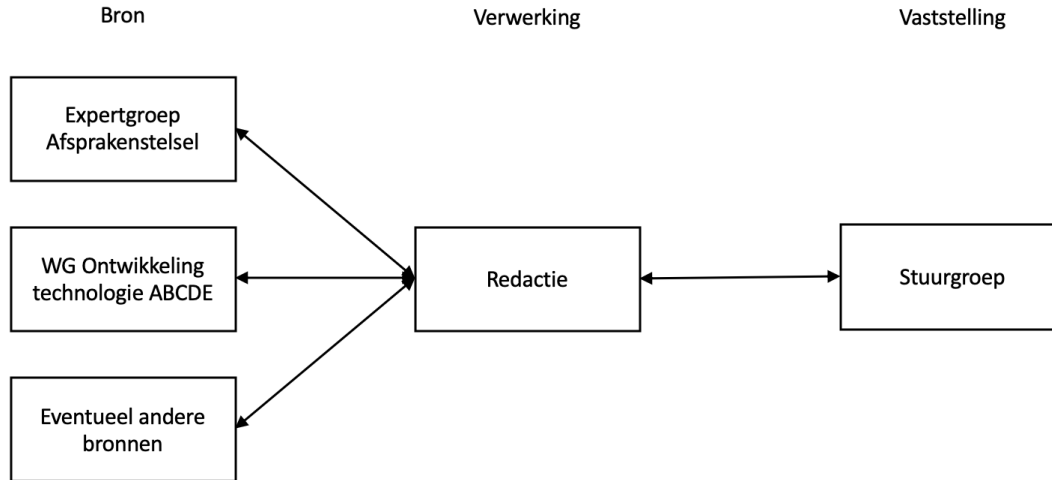 Bron
Verwerking
Vaststelling
Expertgroep
Afsprakenstelsel
WG Ontwikkeling
technologie ABCDE
Eventueel andere
bronnen
Redactie
Stuurgroep